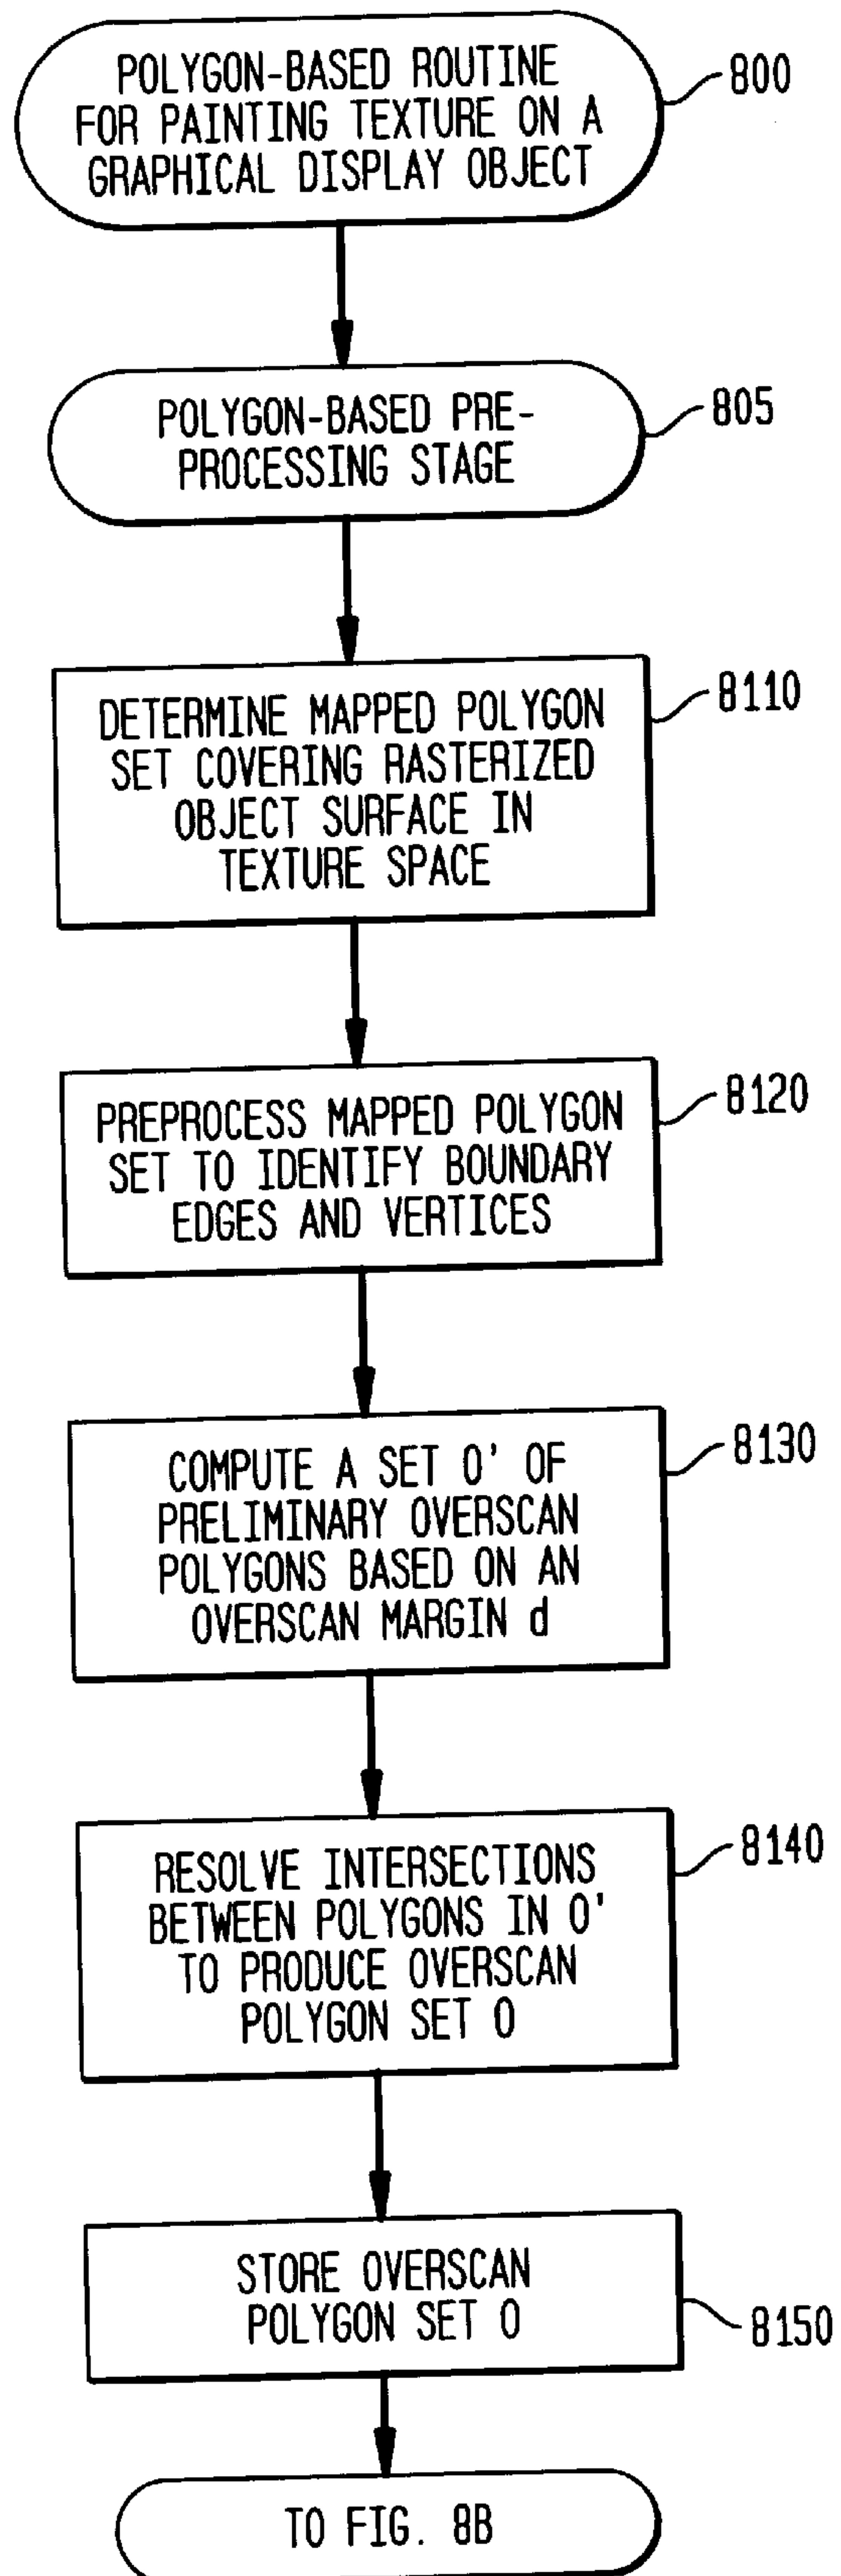 POLYGON-BASED ROUTINE
FOR PAINTING TEXTURE ON A
GRAPHICAL DISPLAY OBJECT
800
POLYGON-BASED PRE-
PROCESSING STAGE
805
DETERMINE MAPPED POLYGON
SET COVERING RASTERIZED
OBJECT SURFACE IN
TEXTURE SPACE
8110
PREPROCESS MAPPED POLYGON
SET TO IDENTIFY BOUNDARY
EDGES AND VERTICES
8120
COMPUTE A SET O' OF
PRELIMINARY OVERSCAN
POLYGONS BASED ON AN
OVERSCAN MARGIN d
8130
RESOLVE INTERSECTIONS
BETWEEN POLYGONS IN O'
TO PRODUCE OVERSCAN
POLYGON SET O
8140
STORE OVERSCAN
POLYGON SET O
8150
TO FIG. 8B